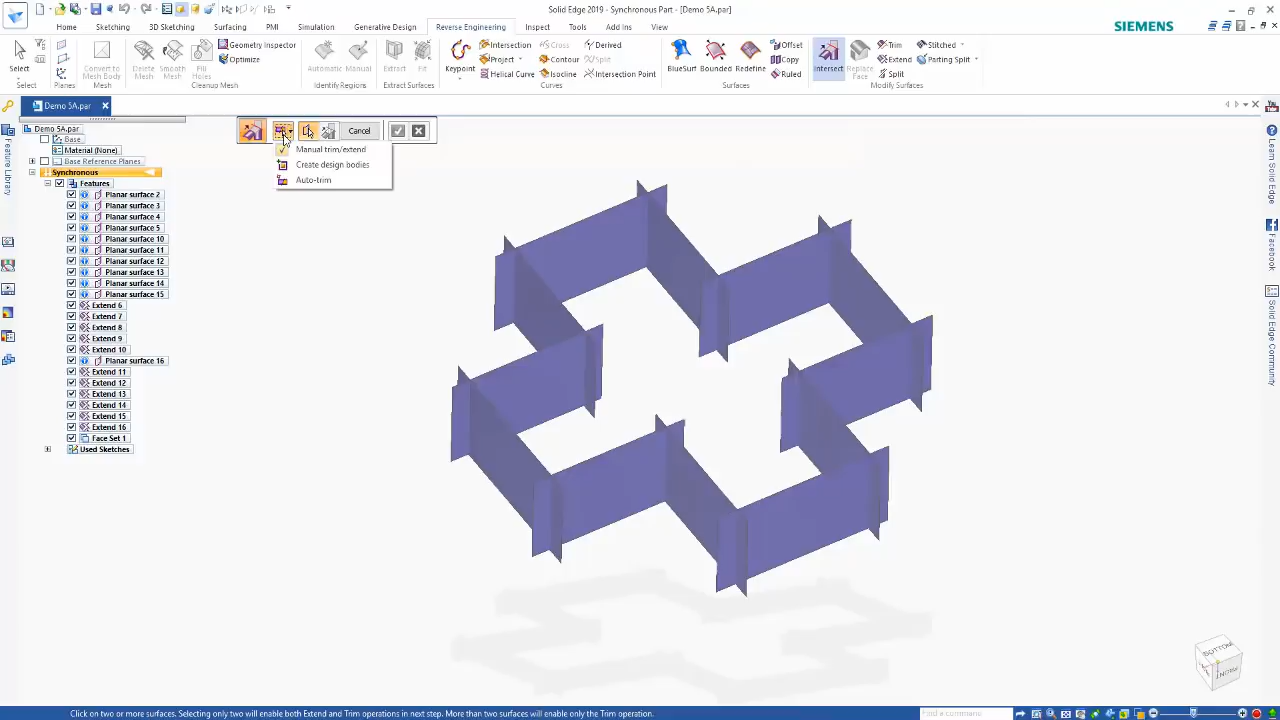 Solid Edge 2019 - Synchronous Part - [Demo 5A.par]
Home
Sketching
3D Sketching
Surfacing
PMI
Simulation
Generative Design
Reverse Engineering
Inspect
Tools
Add Ins
View
SIEMENS
Select
Convert to Mesh Body
Delete Mesh
Smooth Mesh
Fill Holes
Geometry Inspector
Optimize
Automatic
Manual
Extract
Fit
Keypoint
Intersection
Project
Helical Curve
Cross
Contour
Isocline
Derived
Split
Intersection Point
BlueSurf
Bounded
Redefine
Offset
Copy
Ruled
Intersect
Replace Face
Trim
Extend
Split
Stitched
Parting Split
Select
Planes
Mesh
Cleanup Mesh
Identify Regions
Extract Surfaces
Curves
Surfaces
Modify Surfaces
Demo 5A.par
Cancel
Manual trim/extend
Create design bodies
Auto-trim
Feature Library
Demo 5A.par
Base
Material (None)
Base Reference Planes
Synchronous
Features
Planar surface 2
Planar surface 3
Planar surface 4
Planar surface 5
Planar surface 10
Planar surface 11
Planar surface 12
Planar surface 13
Planar surface 14
Planar surface 15
Extend 6
Extend 7
Extend 8
Extend 9
Extend 10
Planar surface 16
Extend 11
Extend 12
Extend 13
Extend 14
Extend 15
Extend 16
Face Set 1
Used Sketches
You
Learn Solid Edge
Facebook
Solid Edge Community
BOTTOM
Click on two or more surfaces. Selecting only two will enable both Extend and Trim operations in next step. More than two surfaces will enable only the Trim operation.
Find a command